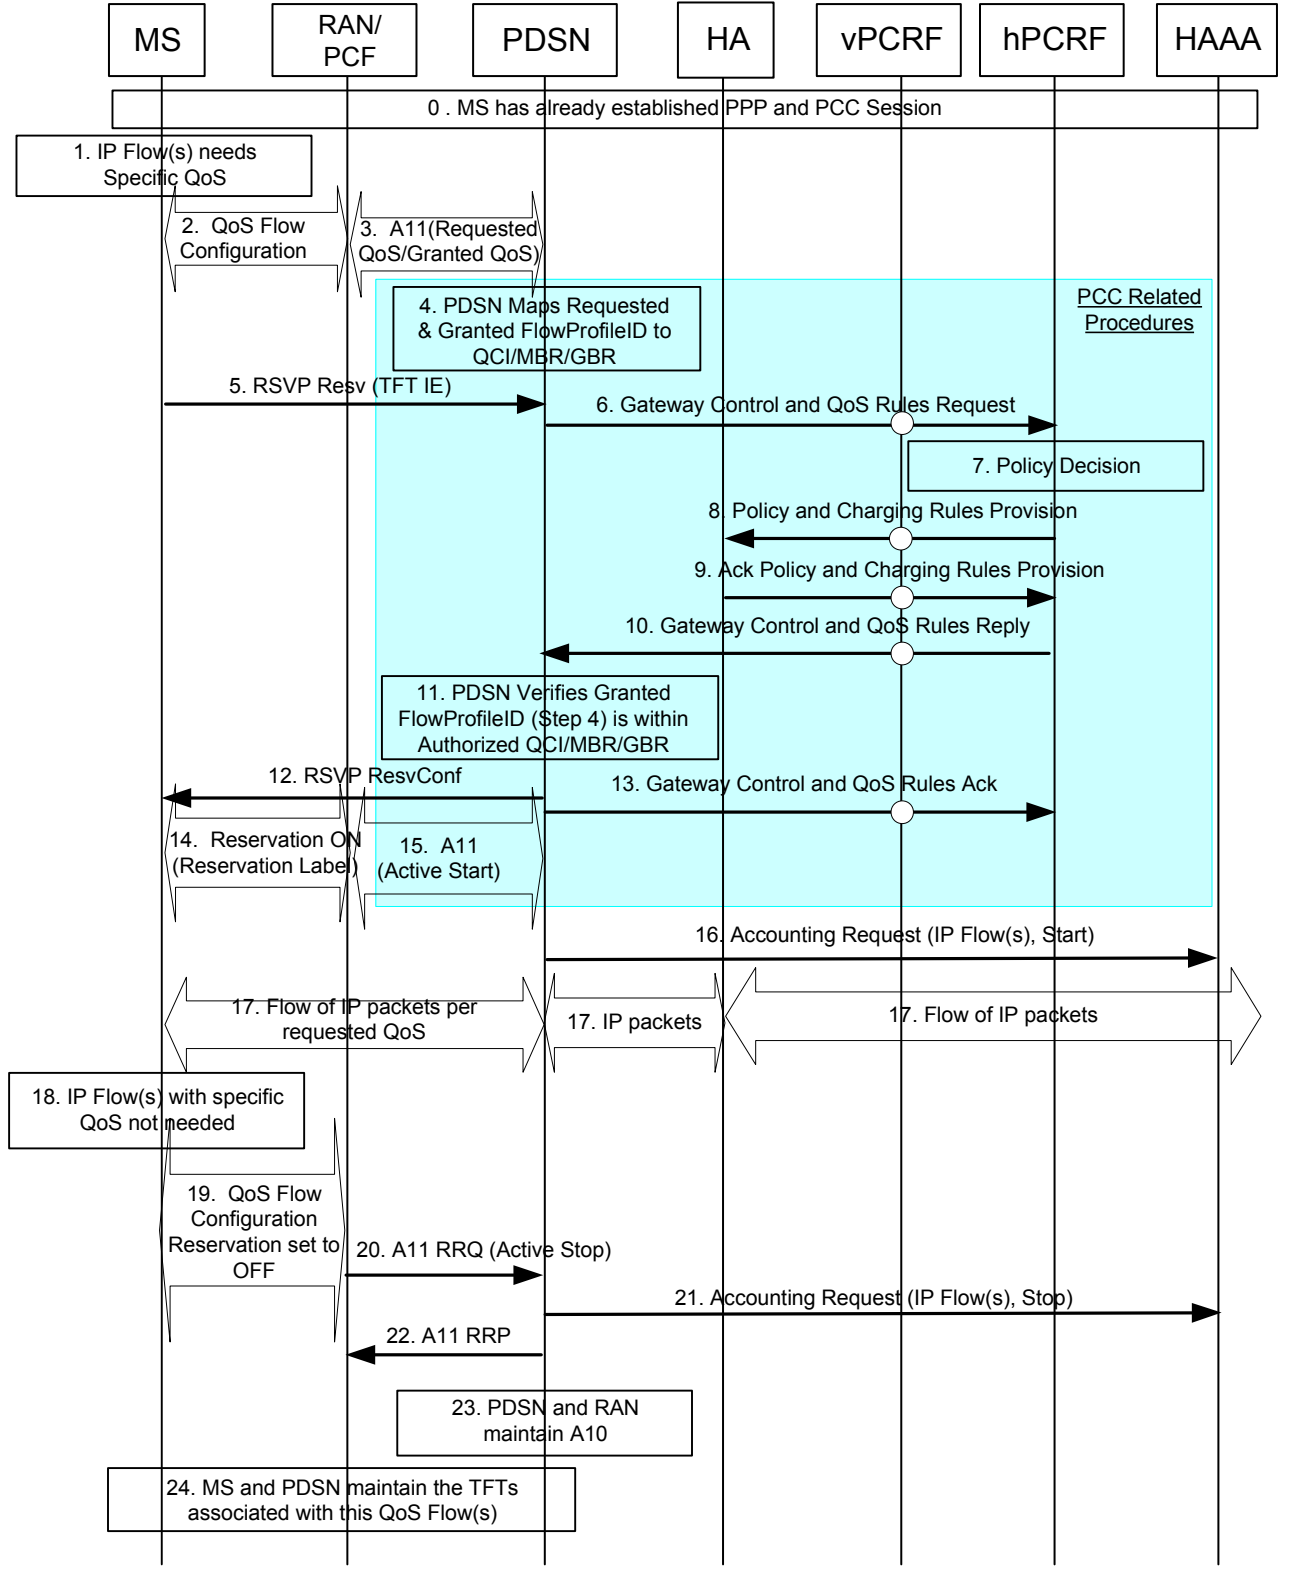 MS
RAN/
PCF
PDSN
HA
vPCRF
hPCRF
HAAA
0 . MS has already established PPP and PCC Session
1. IP Flow(s) needs
Specific QoS
2.  QoS Flow
Configuration
3.  A11(Requested
QoS/Granted QoS)
PCC Related
Procedures
4. PDSN Maps Requested
& Granted FlowProfileID to
QCI/MBR/GBR
5. RSVP Resv (TFT IE)
6. Gateway Control and QoS Rules Request
7. Policy Decision
8. Policy and Charging Rules Provision
9. Ack Policy and Charging Rules Provision
10. Gateway Control and QoS Rules Reply
11. PDSN Verifies Granted
FlowProfileID (Step 4) is within
Authorized QCI/MBR/GBR
12. RSVP ResvConf
13. Gateway Control and QoS Rules Ack
14.  Reservation ON
(Reservation Label)
15.  A11
(Active Start)
16. Accounting Request (IP Flow(s), Start)
17. Flow of IP packets per
requested QoS
17. IP packets
17. Flow of IP packets
18. IP Flow(s) with specific
QoS not needed
19.  QoS Flow
Configuration
Reservation set to
OFF
20. A11 RRQ (Active Stop)
21. Accounting Request (IP Flow(s), Stop)
22. A11 RRP
23. PDSN and RAN
maintain A10
24. MS and PDSN maintain the TFTs
associated with this QoS Flow(s)